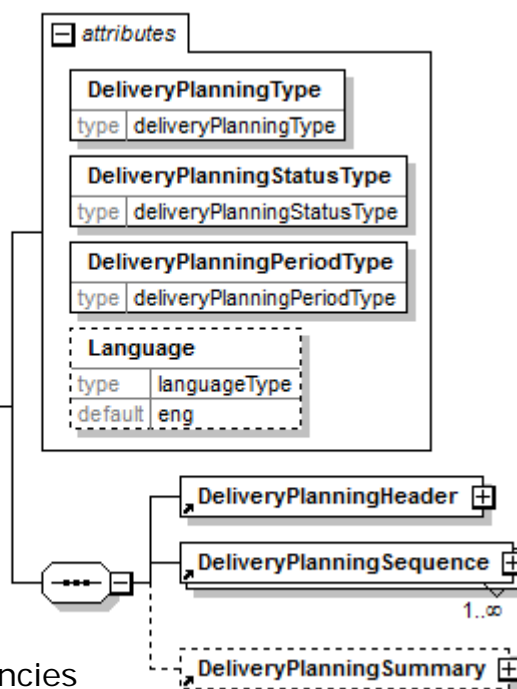 attributes
DeliveryPlanningType
type deliveryPlanningType
DeliveryPlanningStatusType
type deliveryPlanningStatusType
DeliveryPlanningPeriodType
type deliveryPlanningPeriodType
Language
type languageType
default eng
DeliveryPlanningHeader
DeliveryPlanningSequence
1..∞
DeliveryPlanningSummary
ncies